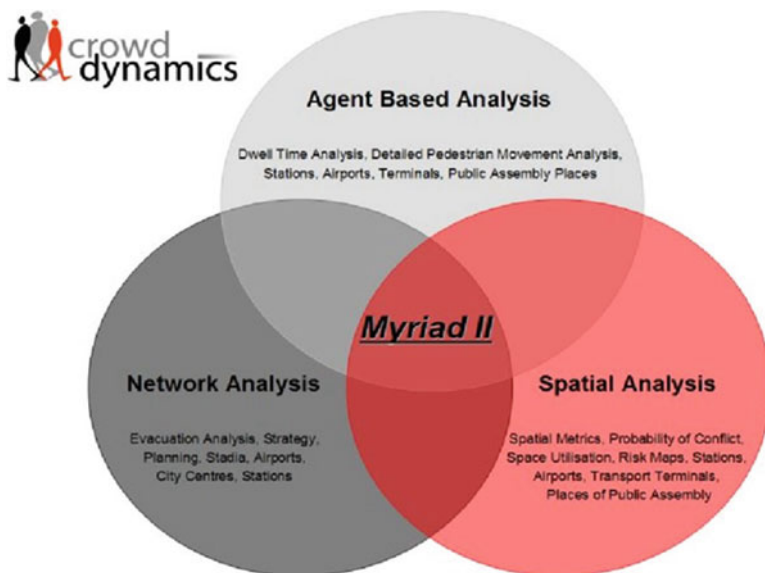 crowd
dynamics
Agent Based Analysis
Dwell Time Analysis, Detailed Pedestrian Movement Analysis,
Stations, Airports, Terminals, Public Assembly Places
Myriad II
Network Analysis
Evacuation Analysis, Strategy,
Planning, Stadia, Airports,
City Centres, Stations
Spatial Analysis
Spatial Metrics, Probability of Conflict,
Space Utilisation, Risk Maps, Stations,
Airports, Transport Terminals,
Places of Public Assembly